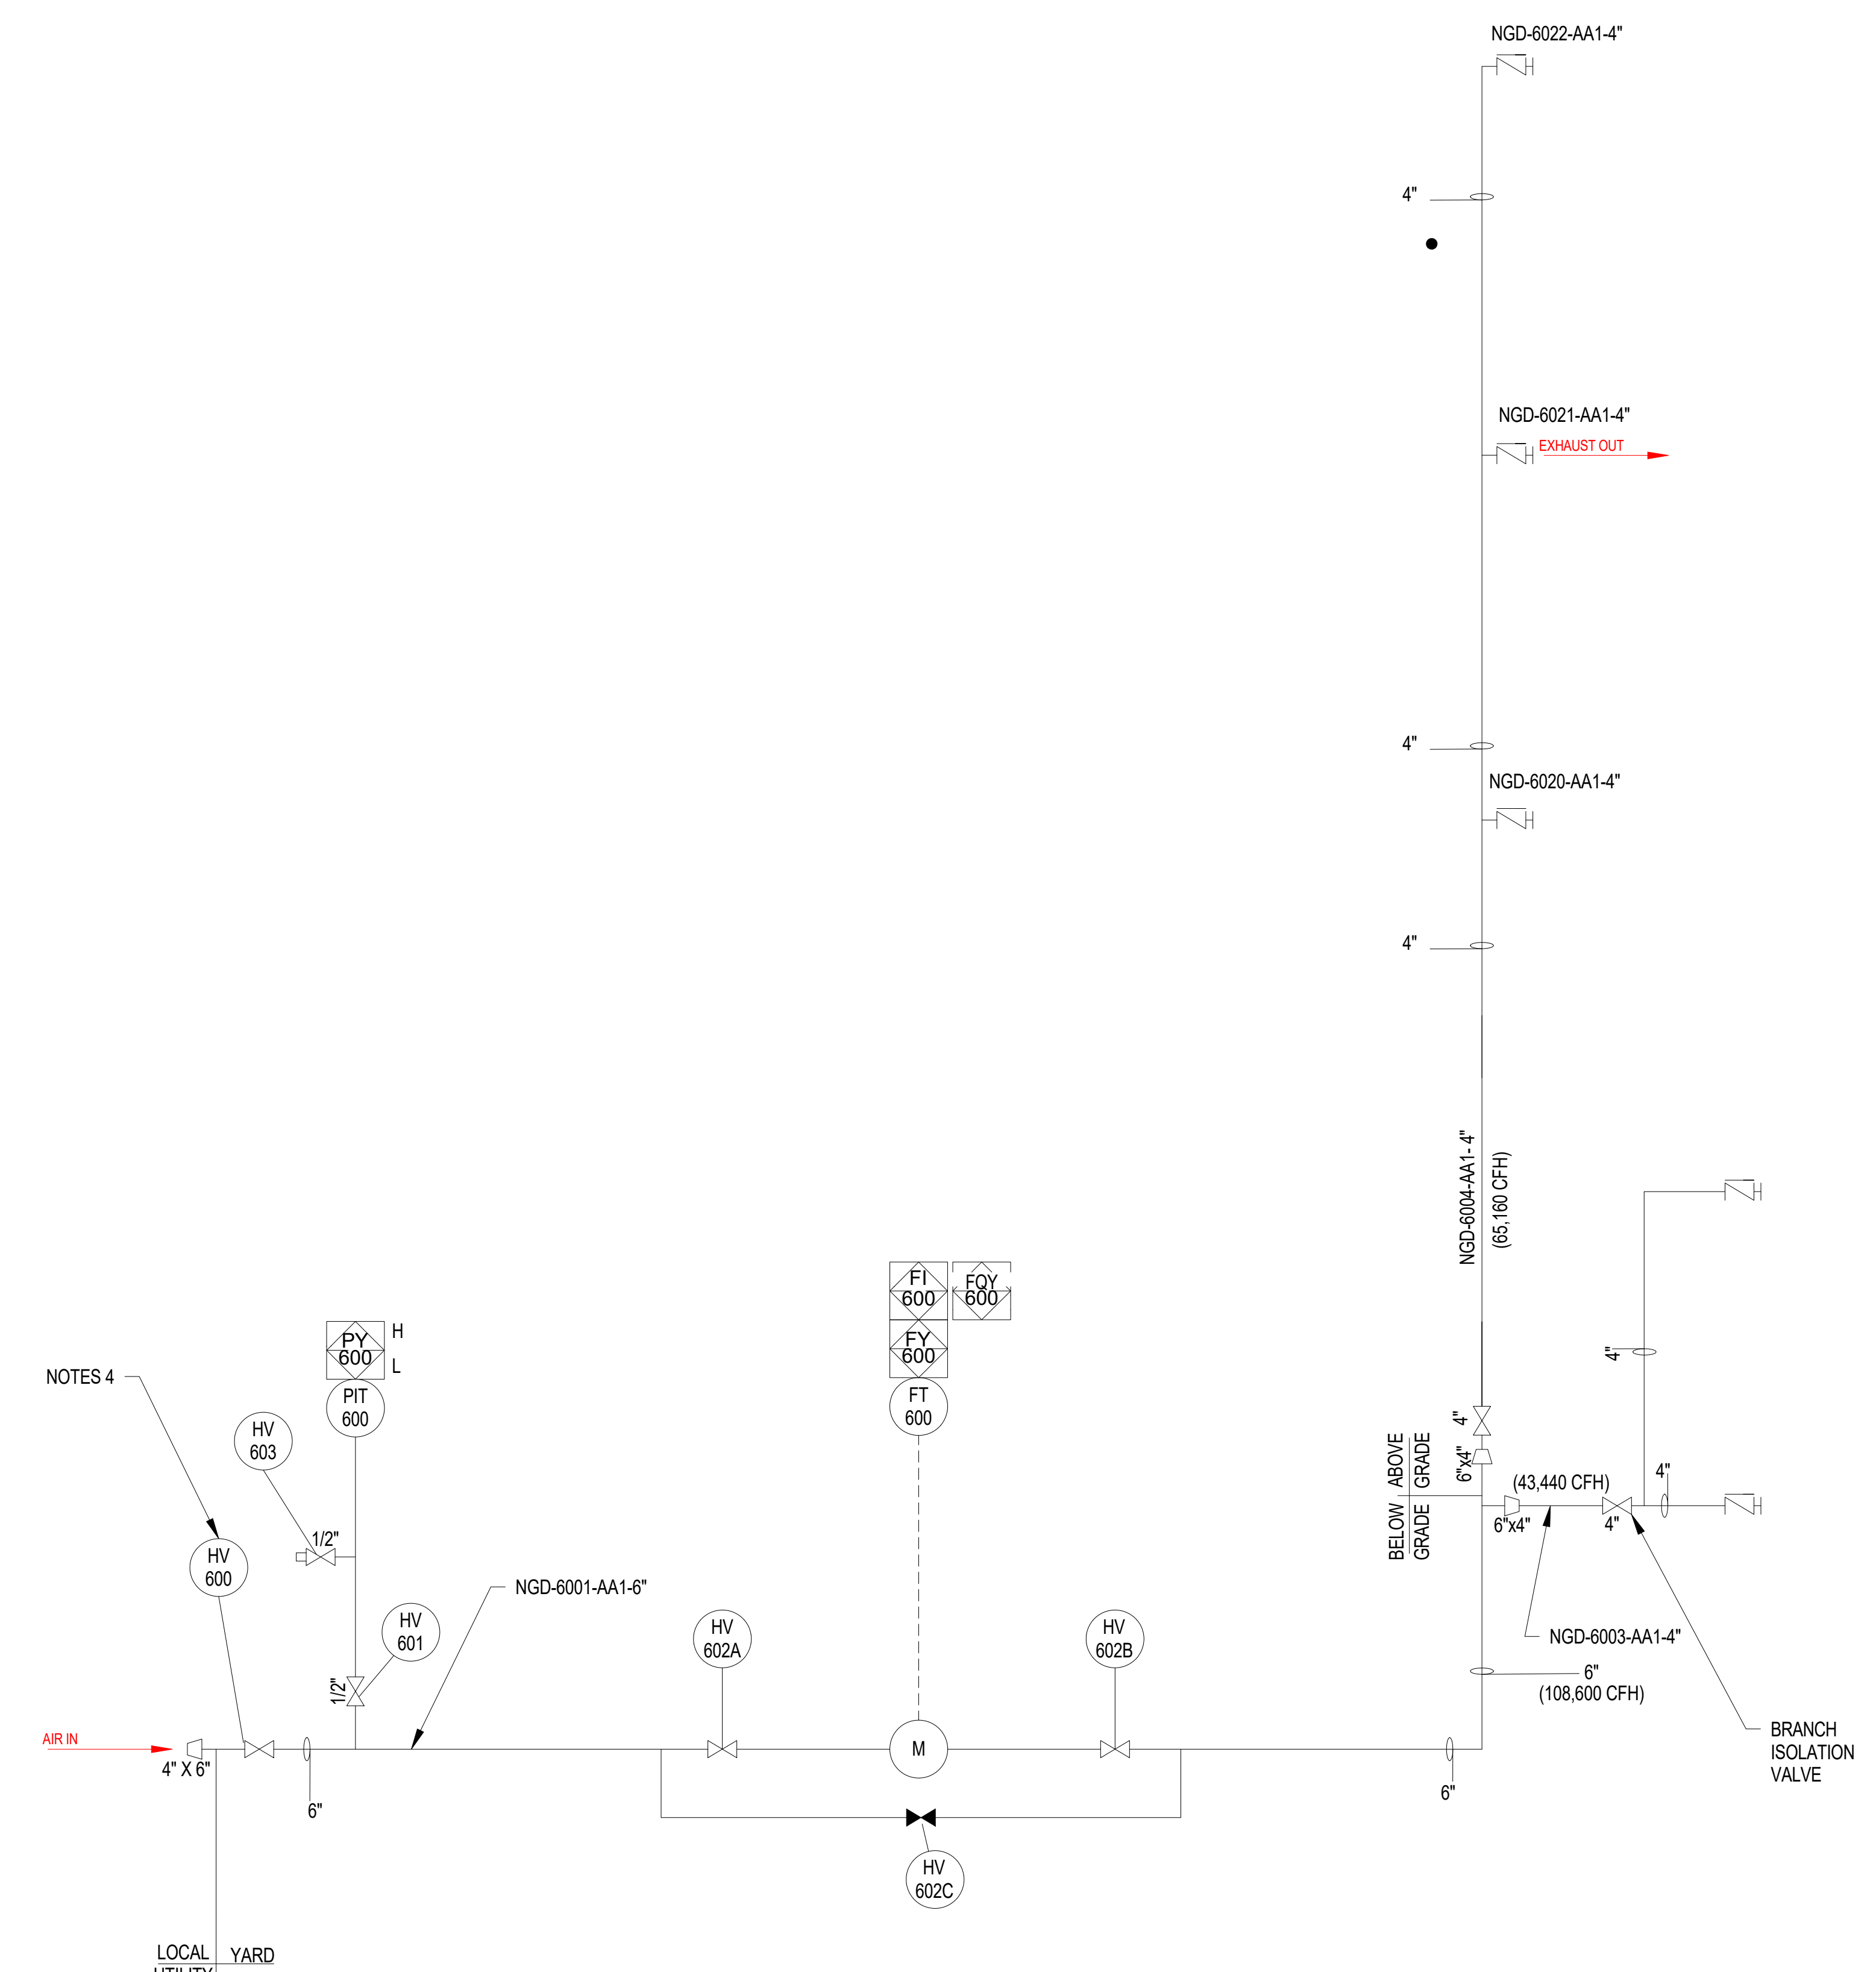 NGD-6022-AA1-4"
4"
NGD-6021-AA1-4"
EXHAUST OUT
4"
NGD-6020-AA1-4"
4"
NGD-6004-AA1- 4"
(65,160 CFH)
FI
600
FQY
600
FY
600
FT
600
PY
600
H
L
PIT
600
NOTES 4
HV
603
1/2"
HV
600
HV
601
1/2"
NGD-6001-AA1-6"
HV
602A
HV
602B
4"
4"
6"x4"
ABOVE
GRADE
BELOW
GRADE
(43,440 CFH)
4"
6"x4"
4"
NGD-6003-AA1-4"
6"
(108,600 CFH)
BRANCH
ISOLATION
VALVE
AIR IN
4" X 6"
6"
M
6"
HV
602C
LOCAL
YARD
UTILITY